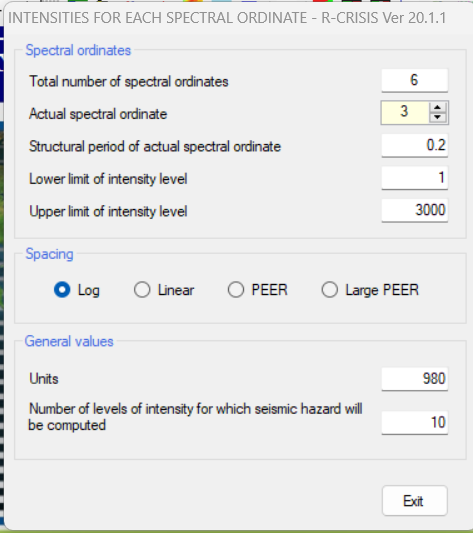 INTENSITIES FOR EACH SPECTRAL ORDINATE - R-CRISIS Ver 20.1.1
Spectral ordinates
Total number of spectral ordinates 6
Actual spectral ordinate 3
Structural period of actual spectral ordinate 0.2
Lower limit of intensity level 1
Upper limit of intensity level 3000
Spacing
Log Linear PEER Large PEER
General values
Units 980
Number of levels of intensity for which seismic hazard will
be computed 10
Exit